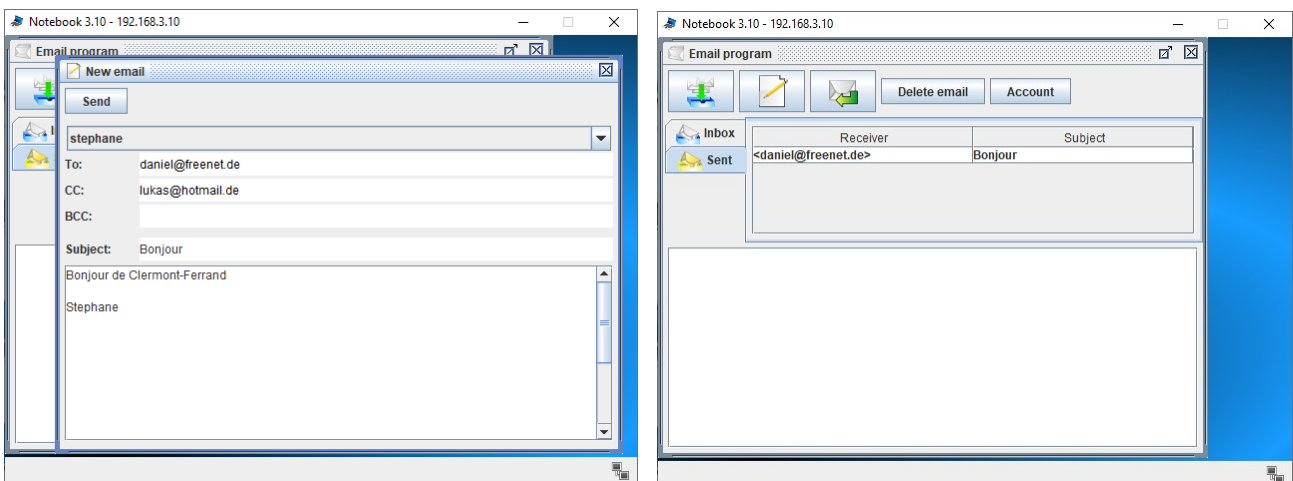 Notebook 3.10 - 192.168.3.10
Email program
New email
Send
stephane
To: daniel@freenet.de
CC: lukas@hotmail.de
BCC:
Subject: Bonjour
Bonjour de Clermont-Ferrand
Stephane
Notebook 3.10 - 192.168.3.10
Email program
Delete email Account
Inbox
Sent
Receiver Subject
<daniel@freenet.de> Bonjour